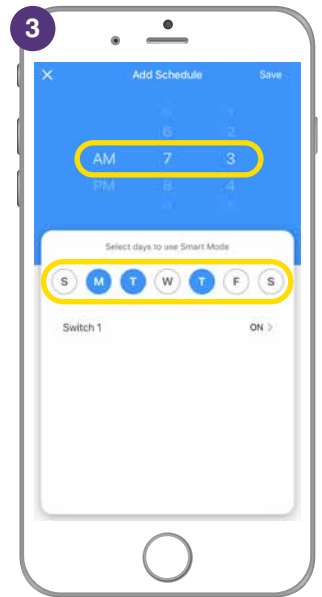 3
Add Schedule Save
6 2
AM 7 3
PM 8 4
Select days to use Smart Mode
S M T W T F S
Switch 1 ON >